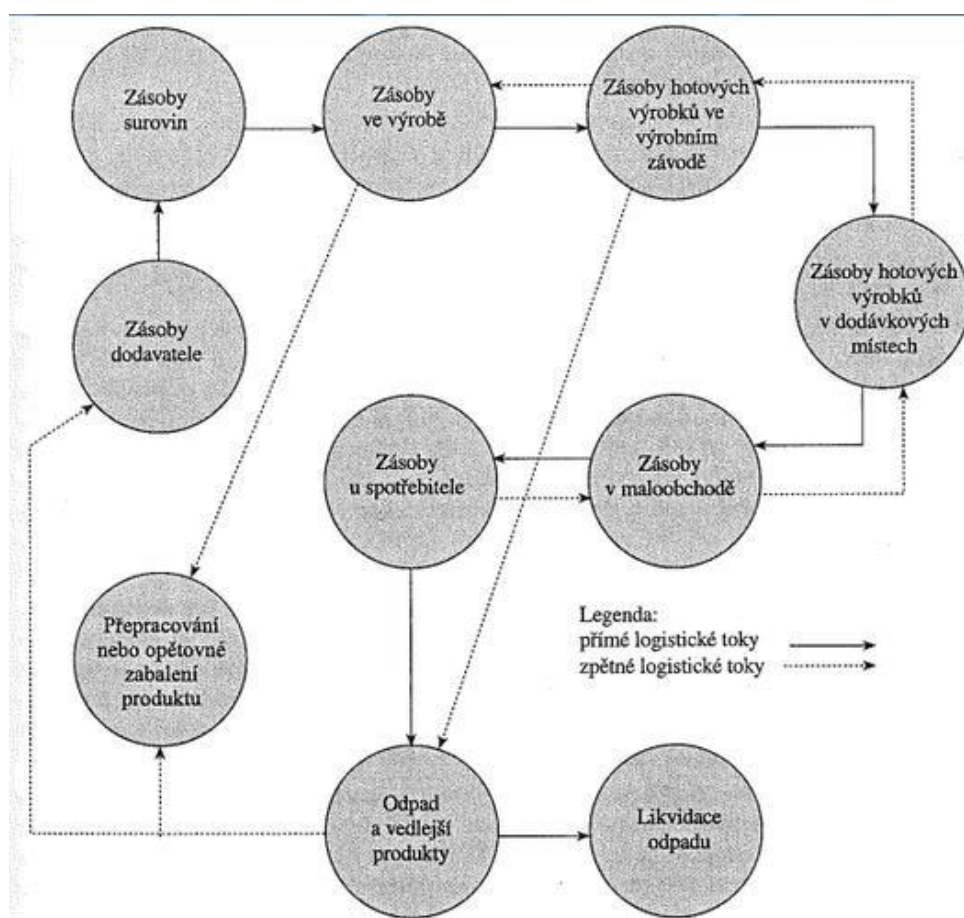 Zásoby
surovin
Zásoby
ve výrobě
Zásoby hotových
výrobků ve
výrobním
závodě
Zásoby
dodavatele
Zásoby hotových
výrobků
v dodávkových
místech
Zásoby
u spotřebitele
Zásoby
v maloobchodě
Přepracování
nebo opětovné
zabalení
produktu
Legenda:
přímé logistické toky
zpětné logistické toky
Odpad
a vedlejší
produkty
Likvidace
odpadu